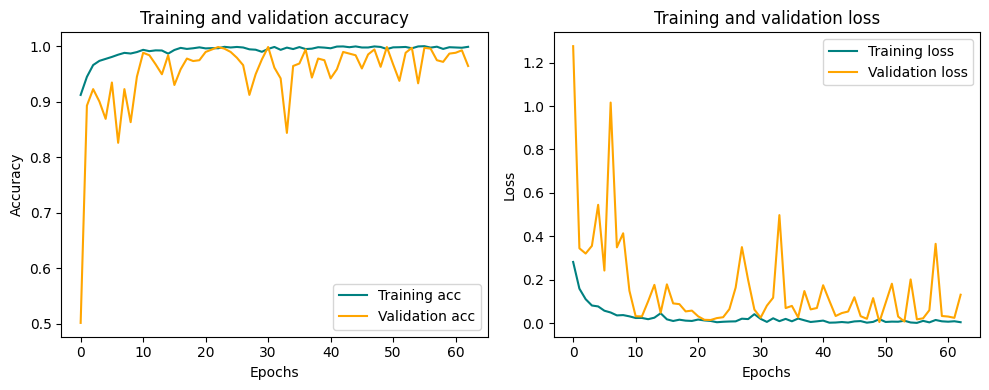 Training and validation accuracy
1.0
0.9
0.8
0.7
0.6
0.5
Accuracy
Training acc
Validation acc
0 10 20 30 40 50 60
Epochs
Training and validation loss
1.2
1.0
0.8
0.6
0.4
0.2
0.0
Loss
Training loss
Validation loss
0 10 20 30 40 50 60
Epochs